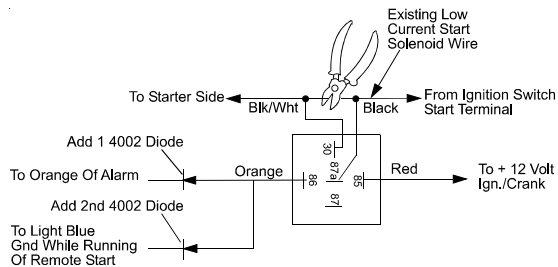 Existing Low
Current Start
Solenoid Wire
To Starter Side
Blk/Wht
Black
From Ignition Switch
Start Terminal
Add 1 4002 Diode
To Orange Of Alarm
Orange
30
87a
86
85
87
Red
To + 12 Volt
Ign./Crank
Add 2nd 4002 Diode
To Light Blue
Gnd While Running
Of Remote Start